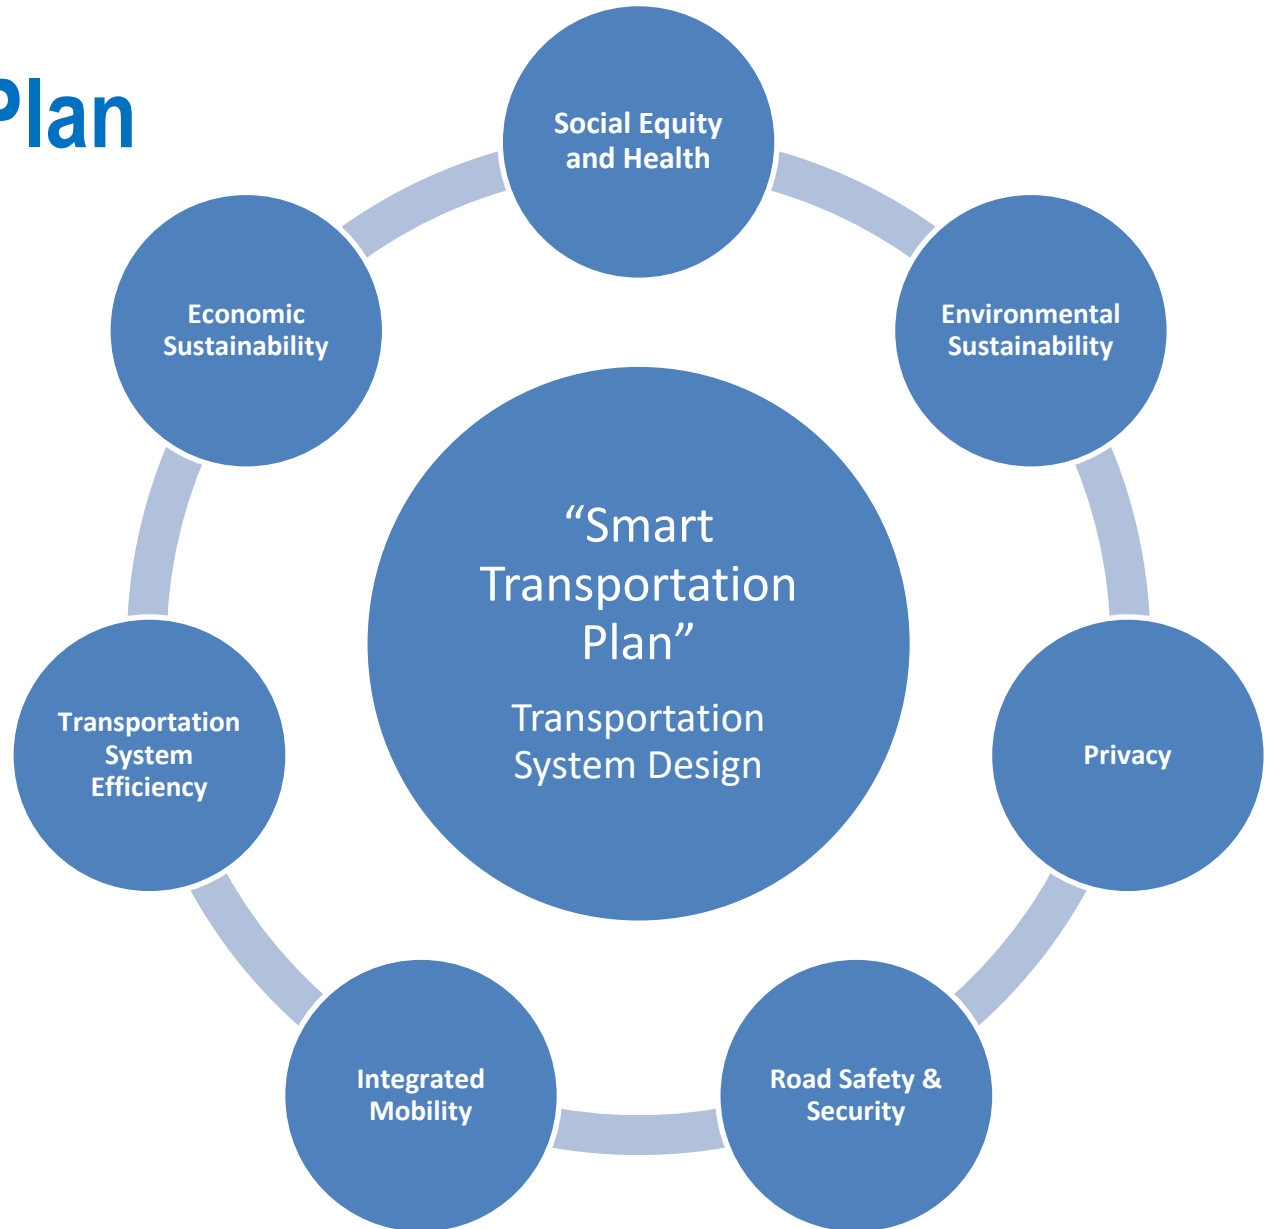 Plan
Social Equity
and Health
Environmental
Sustainability
Privacy
Road Safety &
Security
Integrated
Mobility
Transportation
System
Efficiency
Economic
Sustainability
“Smart
Transportation
Plan”
Transportation
System Design